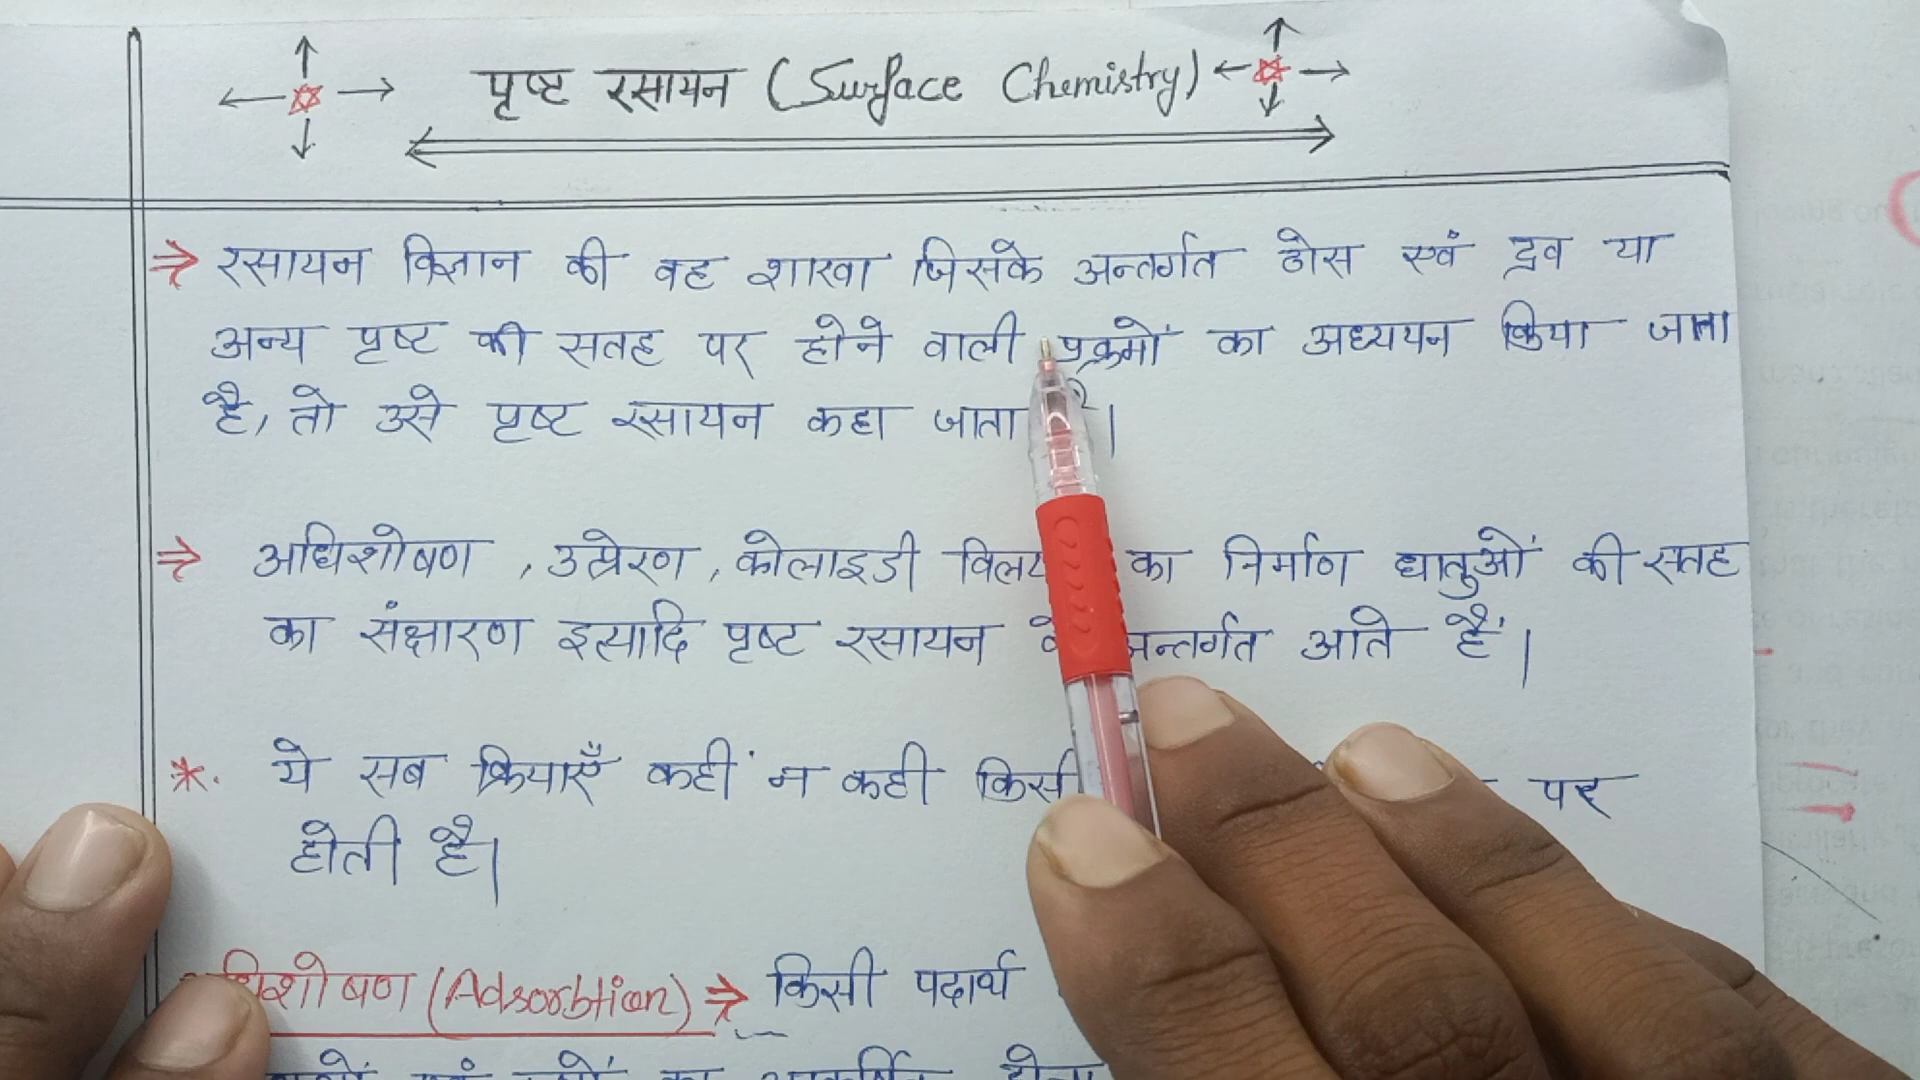 पृष्ट रसायन (Surface Chemistry)
⇒ रसायन विज्ञान की वह शाखा जिसके अन्तर्गत ठोस एवं द्रव या
अन्य पृष्ट की सतह पर होने वाली प्रक्रमों का अध्ययन किया जाता
है, तो उसे पृष्ट रसायन कहा जाता
⇒ अधिशोषण , उत्प्रेरण , कोलाइडी का निर्माण धातुओं की सतह
का संक्षारण इत्यादि पृष्ट रसायन अन्तर्गत आते हैं।
*. ये सब क्रियाएँ कहीं न कही पर
होती है।
(Adsorbtion) ⇒ किसी पदार्थ